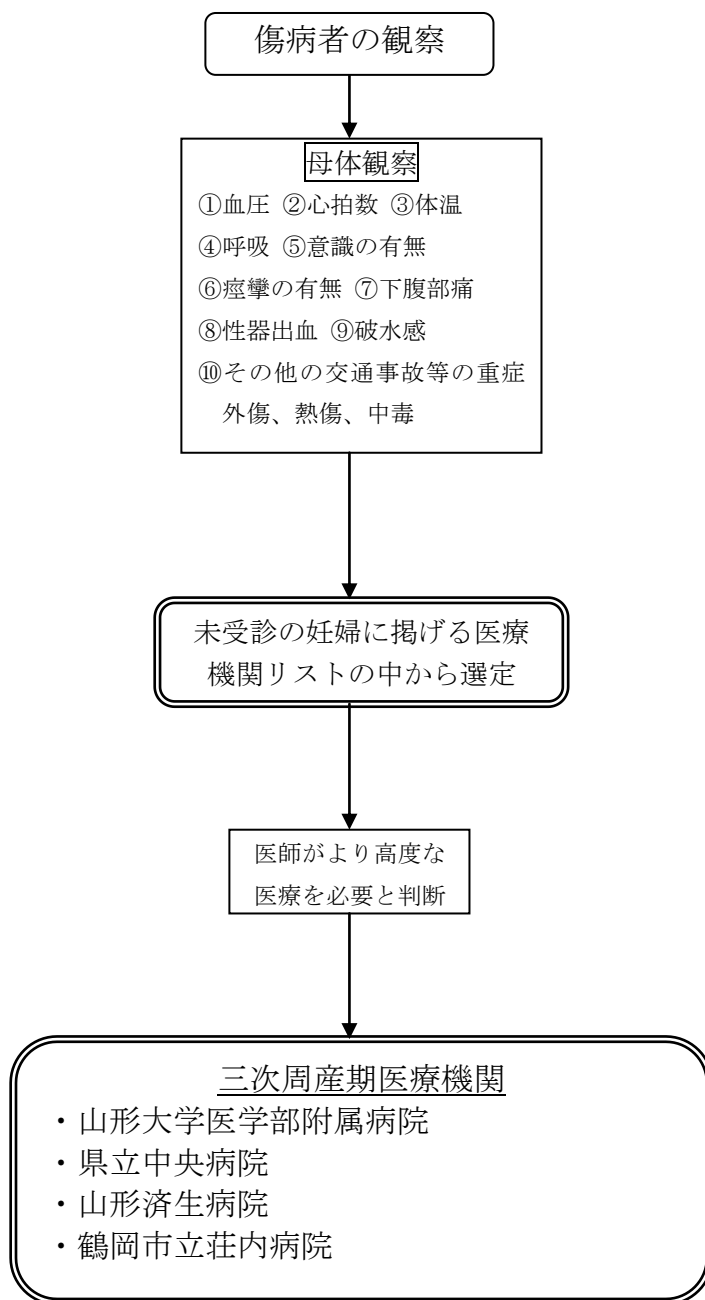 傷病者の観察
母体観察
①血圧 ②心拍数 ③体温
④呼吸 ⑤意識の有無
⑥痙攣の有無 ⑦下腹部痛
⑧性器出血 ⑨破水感
⑩その他の交通事故等の重症
外傷、熱傷、中毒
未受診の妊婦に掲げる医療
機関リストの中から選定
医師がより高度な
医療を必要と判断
三次周産期医療機関
・山形大学医学部附属病院
・県立中央病院
・山形済生病院
・鶴岡市立荘内病院